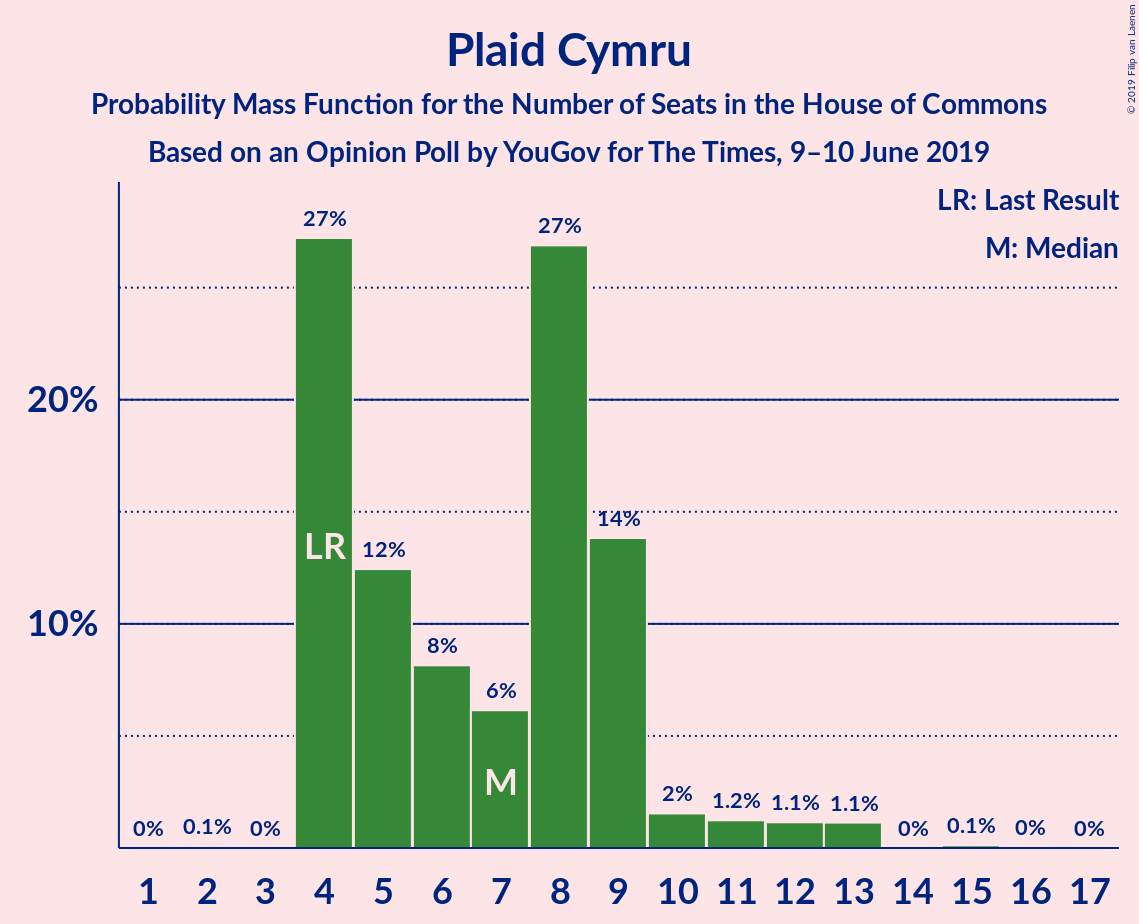 Plaid Cymru
Probability Mass Function for the Number of Seats in the House of Commons
Based on an Opinion Poll by YouGov for The Times, 9–10 June 2019
© 2019 Filip van Laenen
LR: Last Result
M: Median
20%
10%
0%
0.1%
0%
27%
12%
8%
6%
27%
14%
2%
1.2%
1.1%
1.1%
0%
0.1%
0%
0%
LR
M
1 2 3 4 5 6 7 8 9 10 11 12 13 14 15 16 17